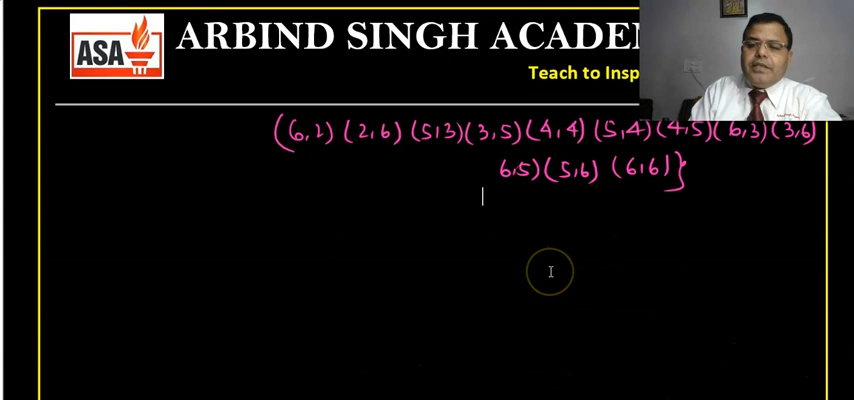 ASA
ARBIND SINGH ACADEM
Teach to Insp
(6,2) (2,6) (5,3) (3,5) (4,4) (5,4) (4,5) (6,3) (3,6)
6,5) (5,6) (6,6)}